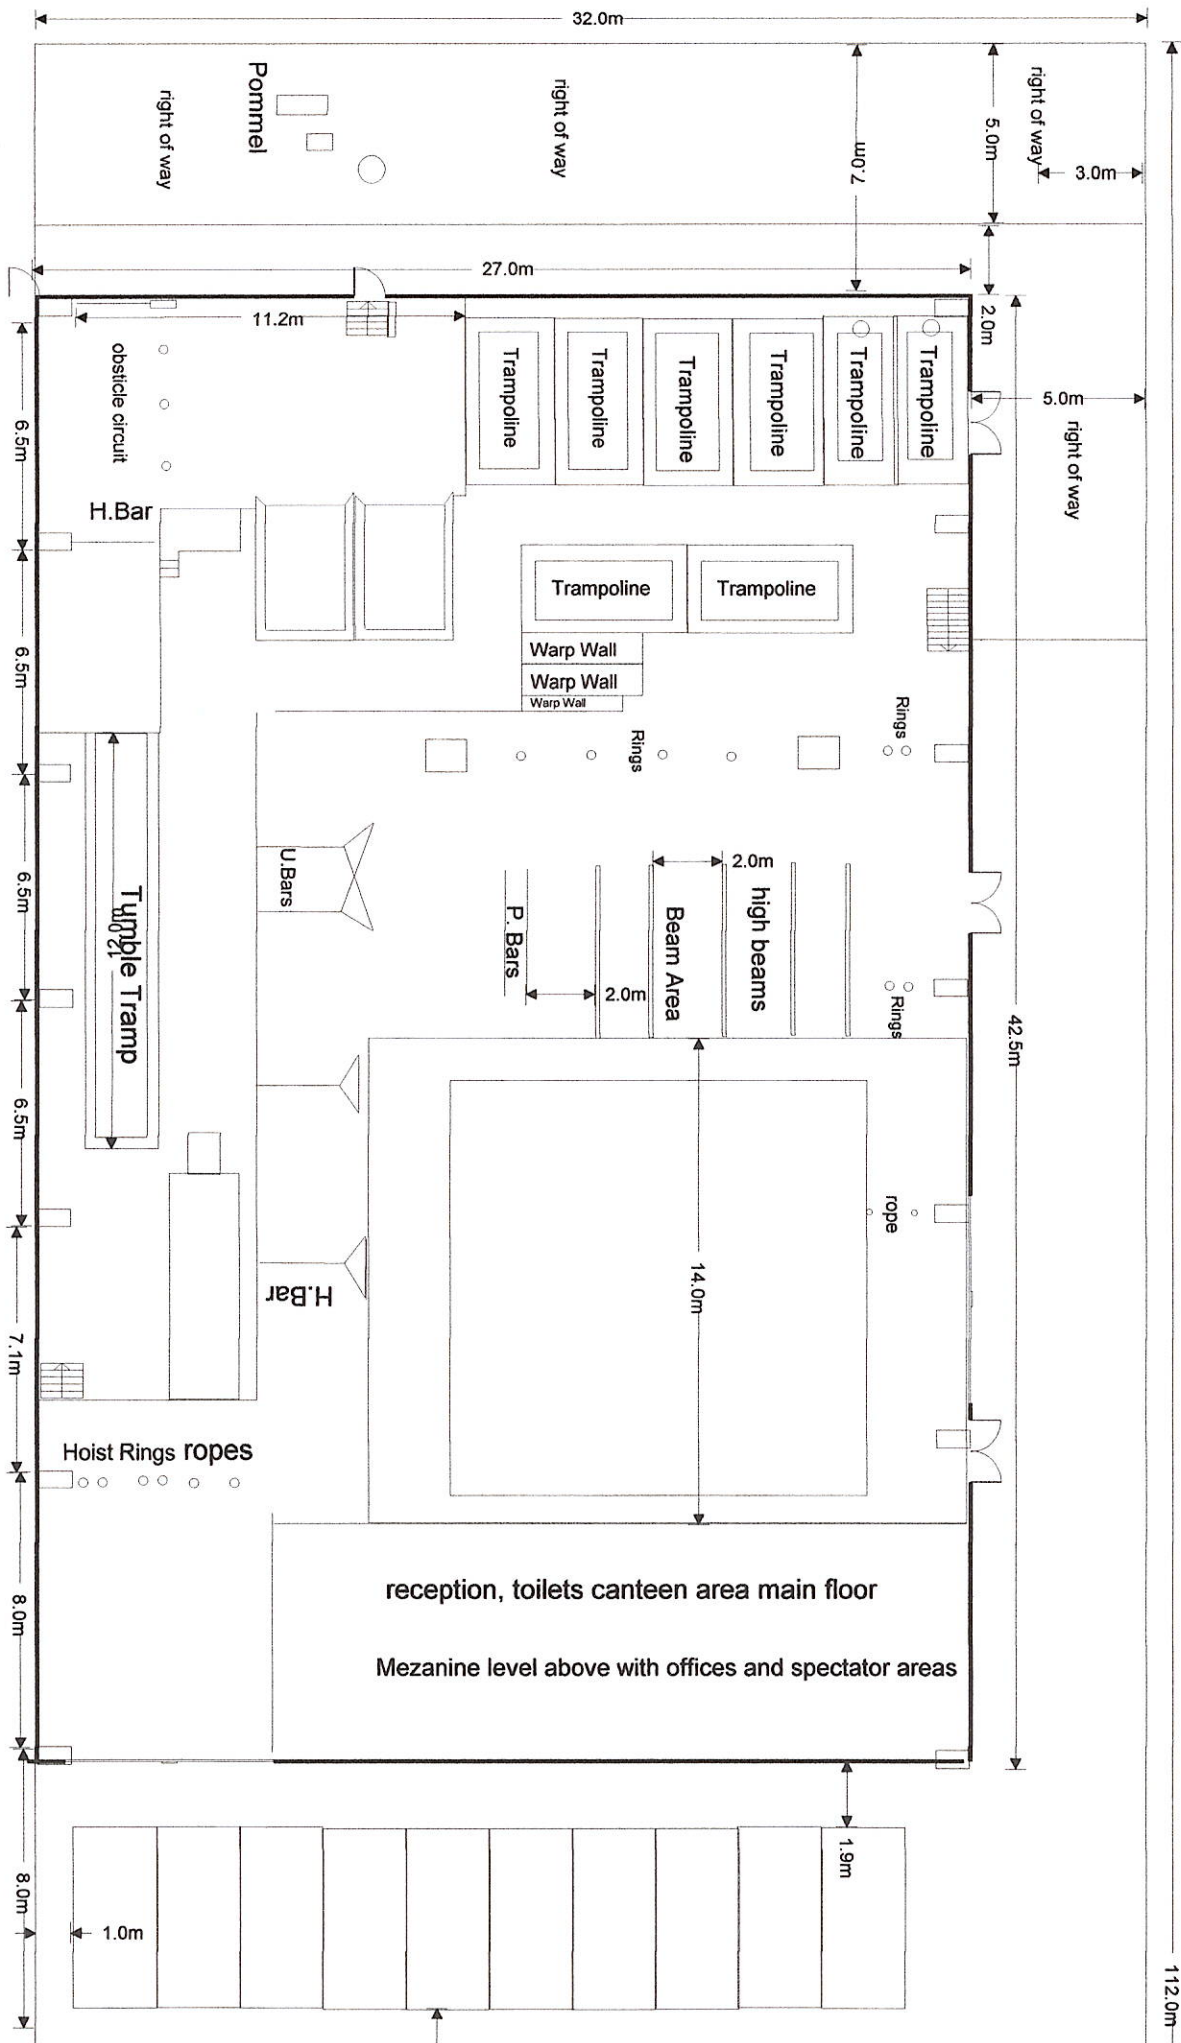 32.0m
right of way
Pommel
right of way
7.0m
5.0m
right of way
3.0m
27.0m
2.0m
11.2m
obsticle circuit
Trampoline
Trampoline
Trampoline
Trampoline
Trampoline
Trampoline
5.0m
right of way
6.5m
H.Bar
Trampoline
Trampoline
Warp Wall
Warp Wall
Warp Wall
6.5m
Rings
Rings
6.5m
Tumble Tramp
12.0m
U.Bars
P. Bars
2.0m
Beam Area
2.0m
high beams
Rings
42.5m
6.5m
rope
14.0m
H.Bar
7.1m
Hoist Rings ropes
8.0m
reception, toilets canteen area main floor
Mezanine level above with offices and spectator areas
1.9m
8.0m
1.0m
112.0m